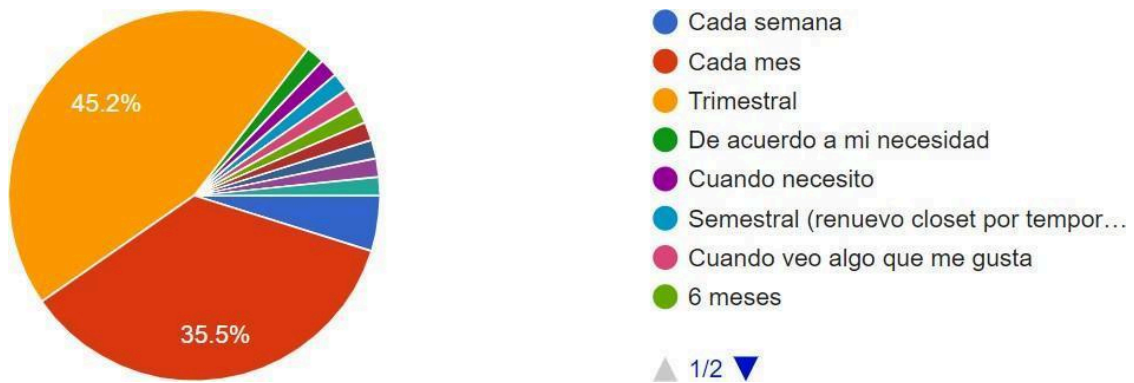 45.2%
35.5%
Cada semana
Cada mes
Trimestral
De acuerdo a mi necesidad
Cuando necesito
Semestral (renuevo closet por tempor…
Cuando veo algo que me gusta
6 meses
1/2